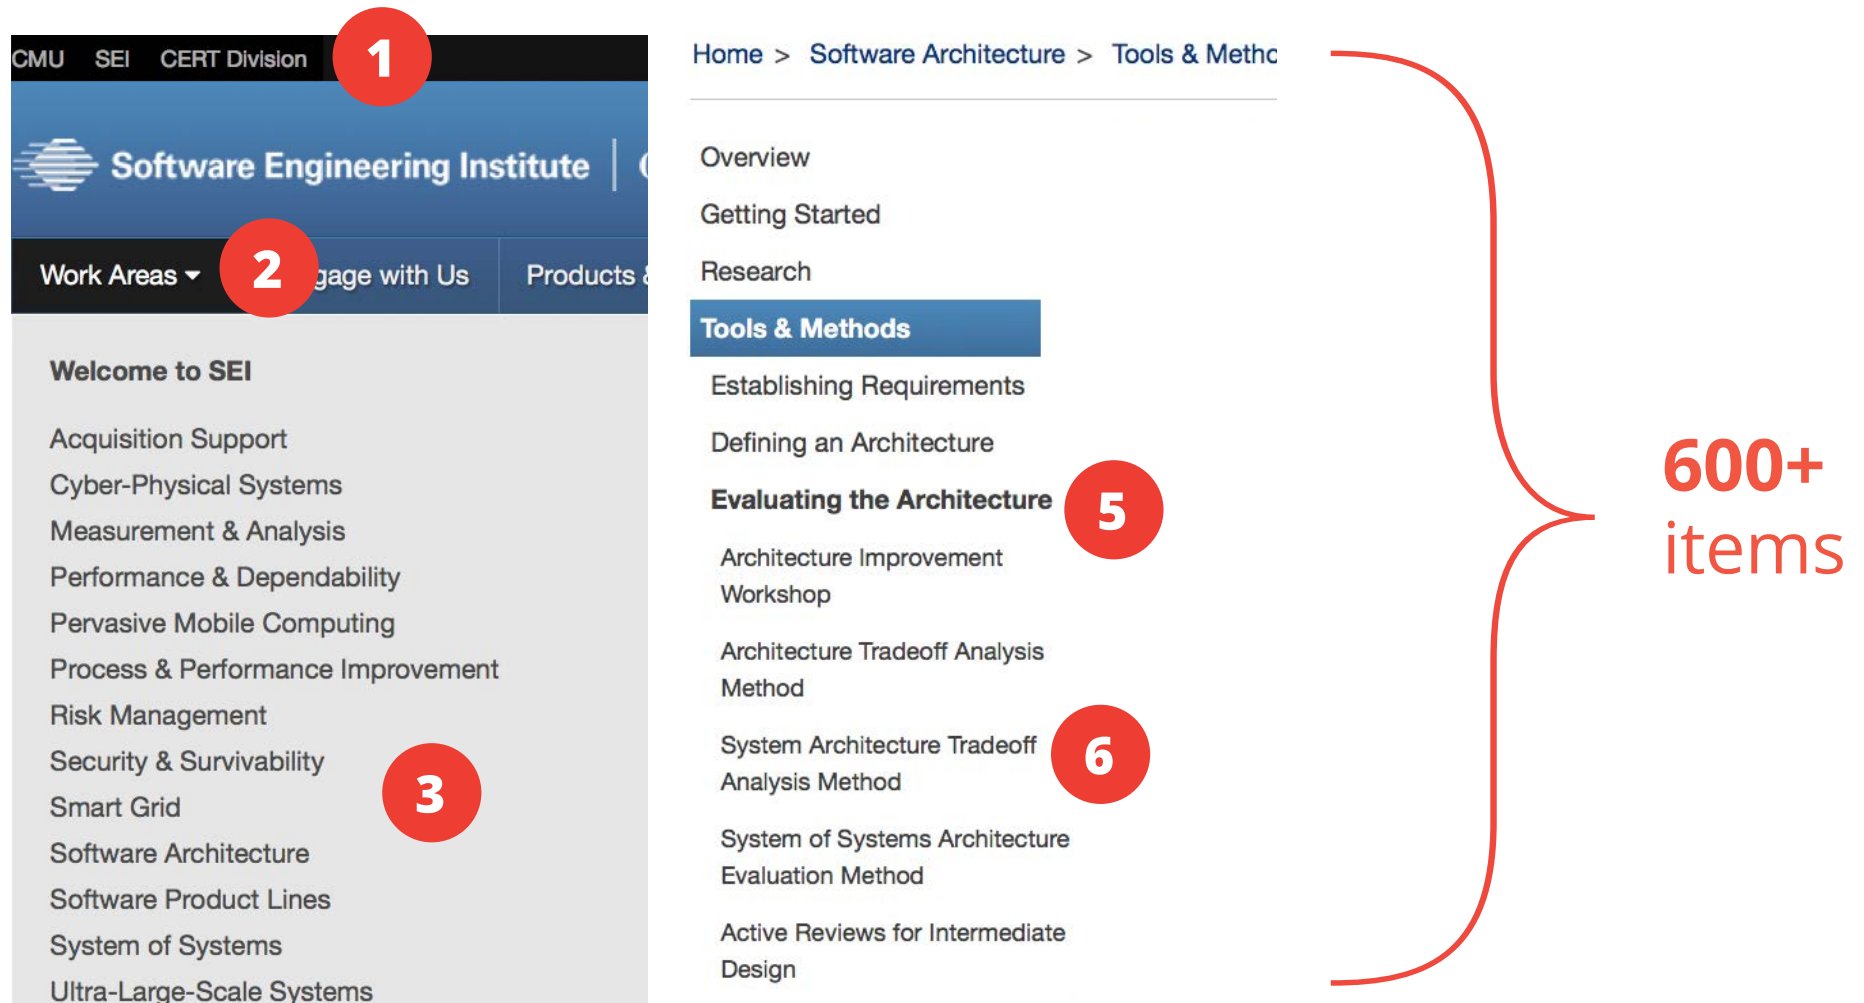 CMU SEI CERT Division 1
Software Engineering Institute
Work Areas 2 gage with Us Products &
Welcome to SEI
Acquisition Support
Cyber-Physical Systems
Measurement & Analysis
Performance & Dependability
Pervasive Mobile Computing
Process & Performance Improvement
Risk Management
Security & Survivability
3
Smart Grid
Software Architecture
Software Product Lines
System of Systems
Ultra-Large-Scale Systems
Home > Software Architecture > Tools & Metho
Overview
Getting Started
Research
Tools & Methods
Establishing Requirements
Defining an Architecture
Evaluating the Architecture 5
Architecture Improvement
Workshop
Architecture Tradeoff Analysis
Method
System Architecture Tradeoff
6
Analysis Method
System of Systems Architecture
Evaluation Method
Active Reviews for Intermediate
Design
600+
items